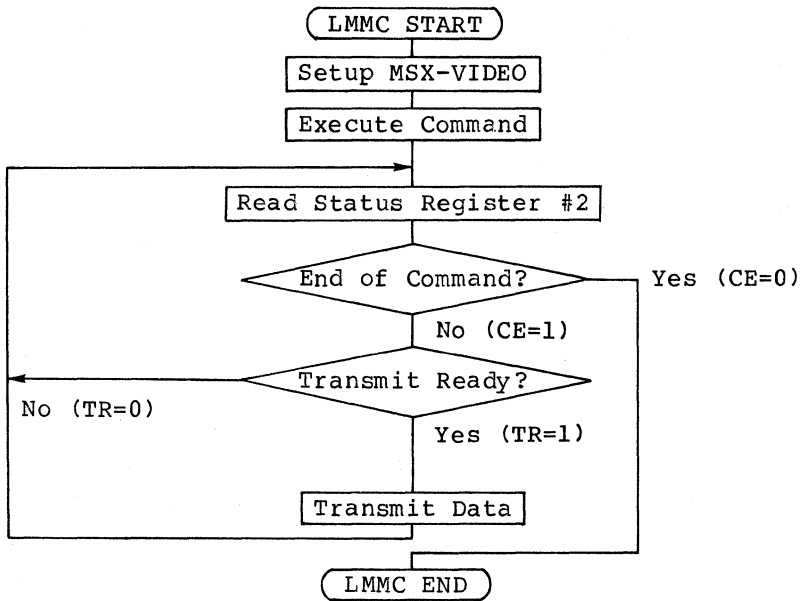 LMMC START
Setup MSX-VIDEO
Execute Command
Read Status Register #2
End of Command?
Yes (CE=0)
No (CE=1)
Transmit Ready?
No (TR=0)
Yes (TR=1)
Transmit Data
LMMC END